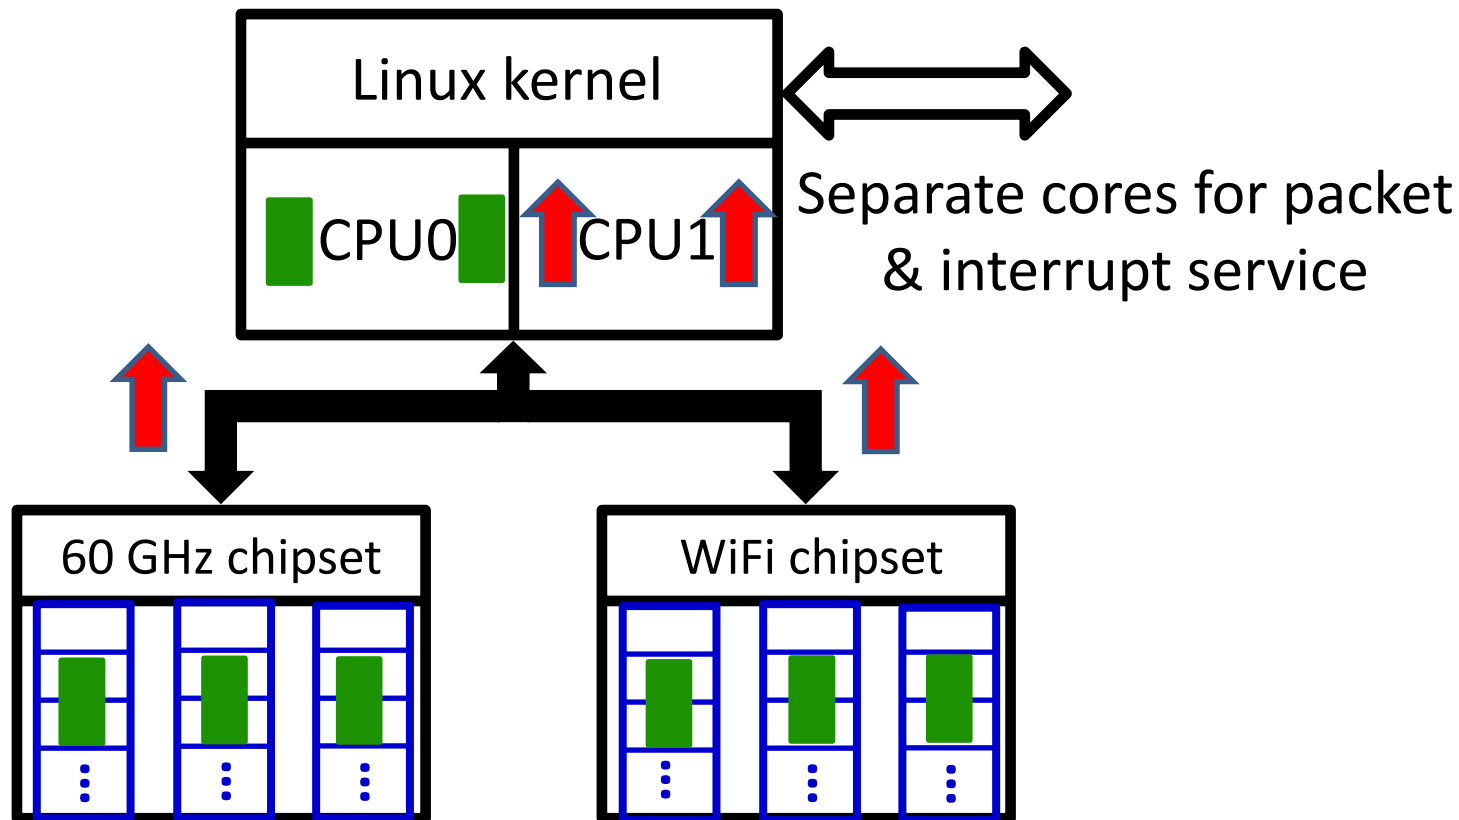 Linux kernel
CPU0
CPU1
Separate cores for packet
& interrupt service
60 GHz chipset
WiFi chipset